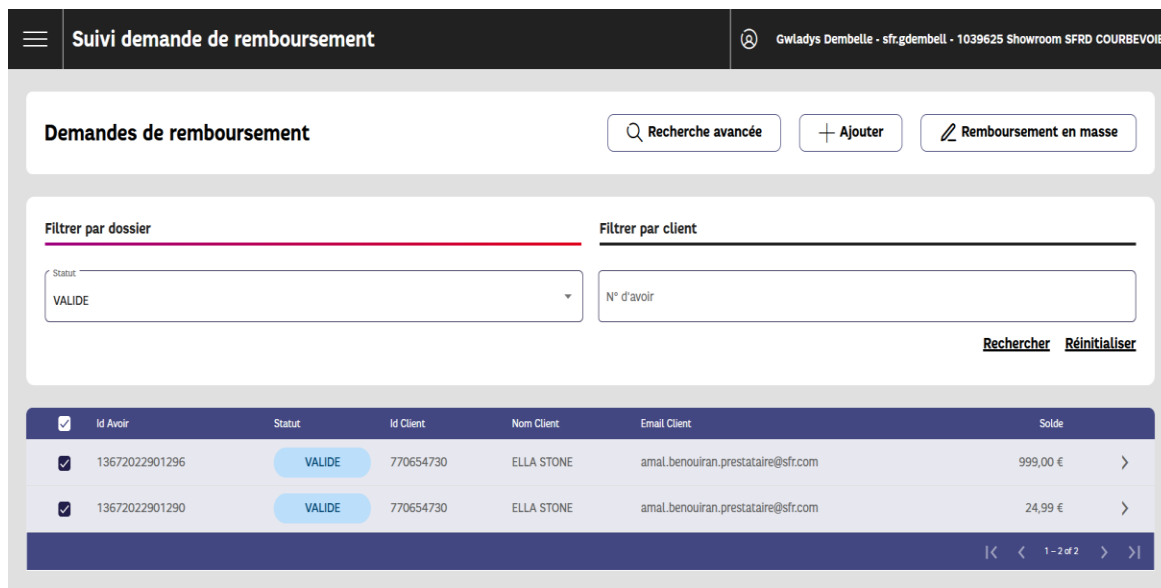 Suivi demande de remboursement
Gwladys Dembelle - sfr.gdembell - 1039625 Showroom SFRD COURBEVOIE
Demandes de remboursement
Recherche avancée
Ajouter
Remboursement en masse
Filtrer par dossier
Filtrer par client
Statut
VALIDE
N° d'avoir
Rechercher Réinitialiser
Id Avoir Statut Id Client Nom Client Email Client Solde
13672022901296 VALIDE 770654730 ELLA STONE amal.benouiran.prestataire@sfr.com 999,00 €
13672022901290 VALIDE 770654730 ELLA STONE amal.benouiran.prestataire@sfr.com 24,99 €
1 – 2 of 2